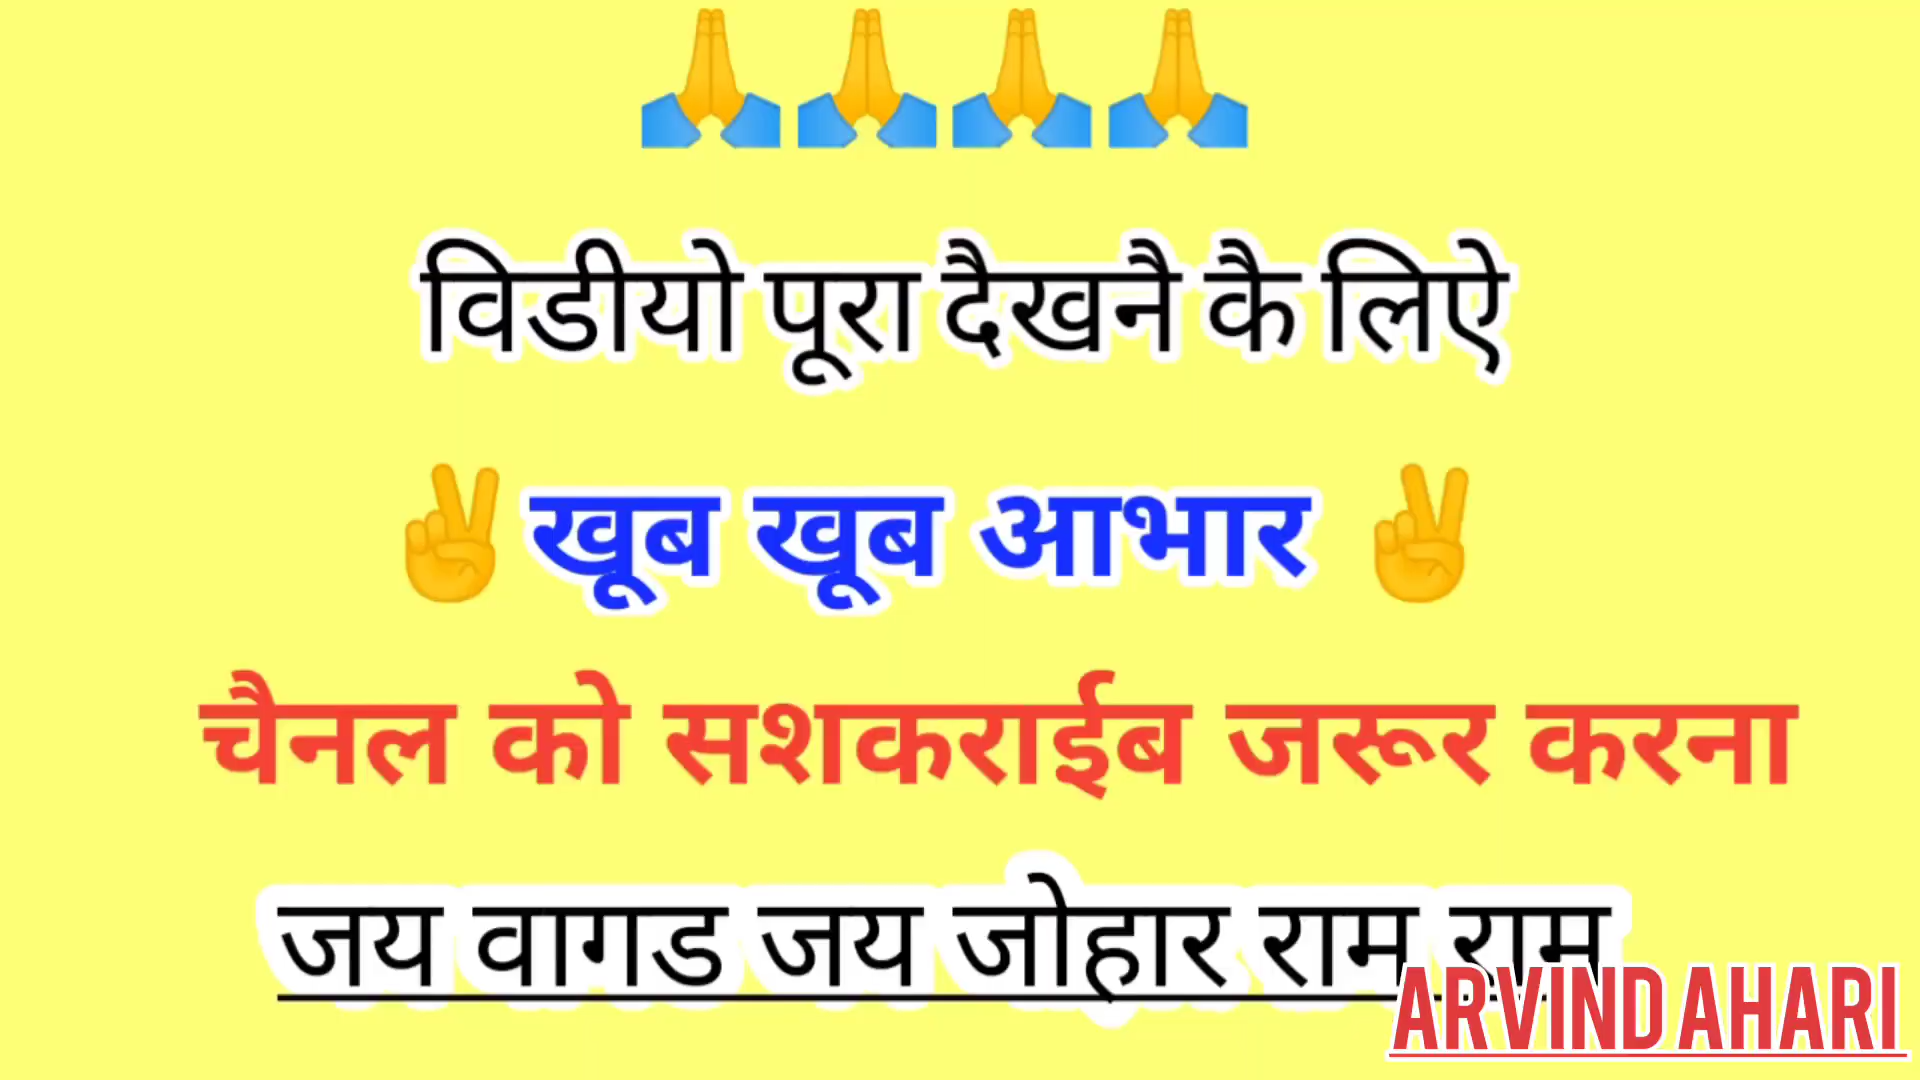 🙏🙏🙏🙏
विडीयो पूरा दैखनै कै लिऐ
✌खूब खूब आभार ✌
चैनल को सशकराईब जरूर करना
जय वागड जय जोहार राम राम
ARVIND AHARI